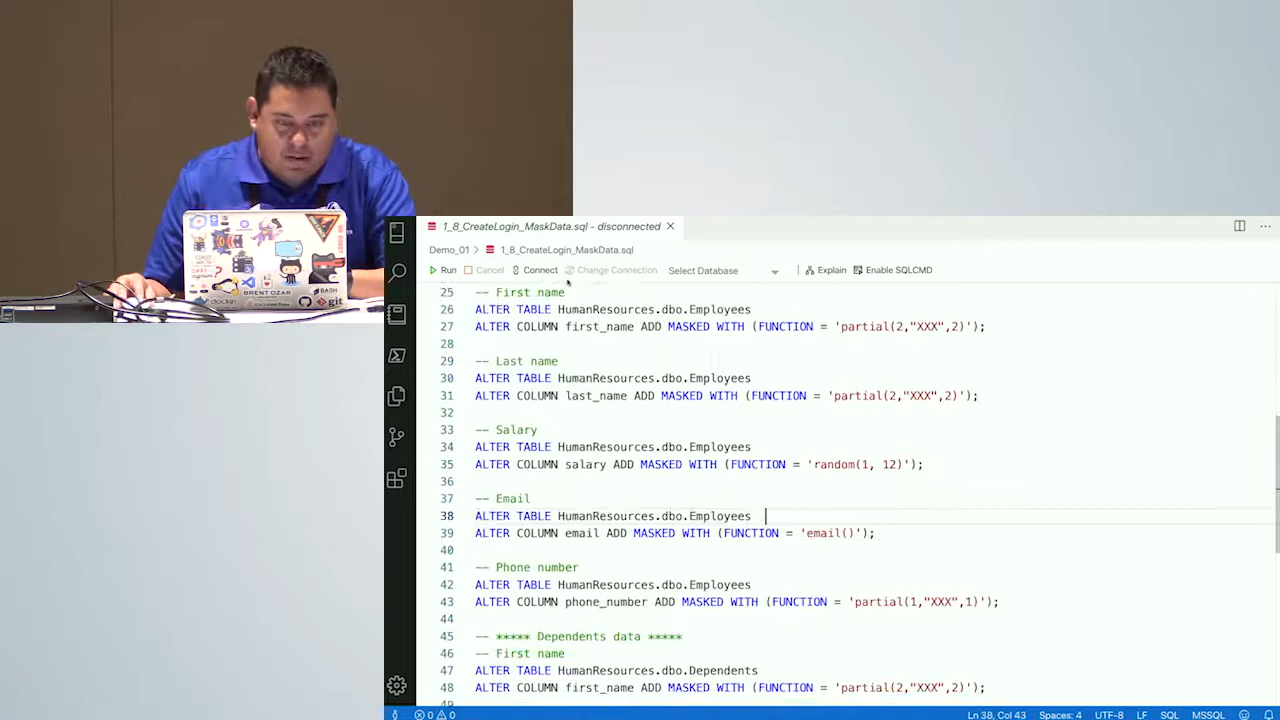 1_8_CreateLogin_MaskData.sql - disconnected
Demo_01 > 1_8_CreateLogin_MaskData.sql
Run Cancel Connect Change Connection Select Database Explain Enable SQLCMD
25 -- First name
26 ALTER TABLE HumanResources.dbo.Employees
27 ALTER COLUMN first_name ADD MASKED WITH (FUNCTION = 'partial(2,"XXX",2)');
28
29 -- Last name
30 ALTER TABLE HumanResources.dbo.Employees
31 ALTER COLUMN last_name ADD MASKED WITH (FUNCTION = 'partial(2,"XXX",2)');
32
33 -- Salary
34 ALTER TABLE HumanResources.dbo.Employees
35 ALTER COLUMN salary ADD MASKED WITH (FUNCTION = 'random(1, 12)');
36
37 -- Email
38 ALTER TABLE HumanResources.dbo.Employees
39 ALTER COLUMN email ADD MASKED WITH (FUNCTION = 'email()');
40
41 -- Phone number
42 ALTER TABLE HumanResources.dbo.Employees
43 ALTER COLUMN phone_number ADD MASKED WITH (FUNCTION = 'partial(1,"XXX",1)');
44
45 -- ***** Dependents data *****
46 -- First name
47 ALTER TABLE HumanResources.dbo.Dependents
48 ALTER COLUMN first_name ADD MASKED WITH (FUNCTION = 'partial(2,"XXX",2)');
0 0 Ln 38, Col 43 Spaces: 4 UTF-8 LF SQL MSSQL
BRENT OZAR
BASH
docker
git